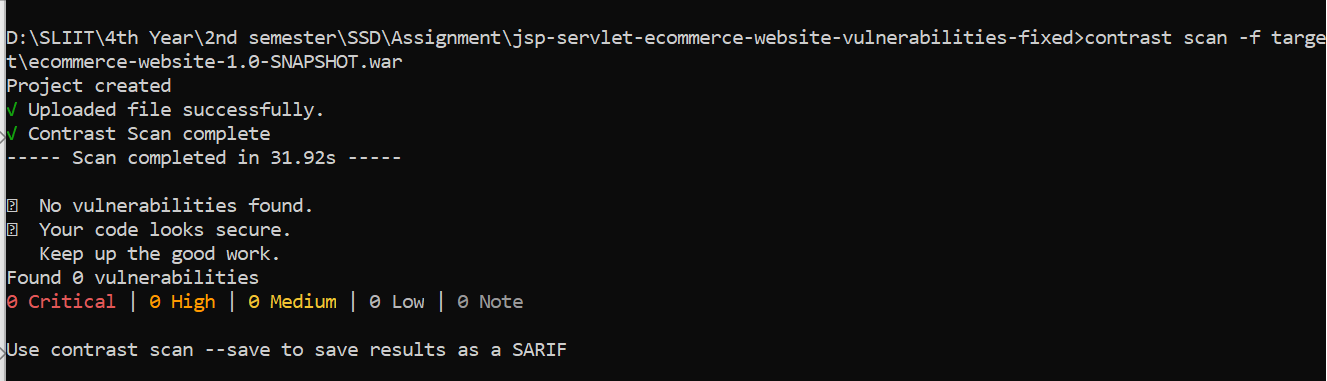 D:\SLIIT\4th Year\2nd semester\SSD\Assignment\jsp-servlet-ecommerce-website-vulnerabilities-fixed>contrast scan -f targe
t\ecommerce-website-1.0-SNAPSHOT.war
Project created
√ Uploaded file successfully.
√ Contrast Scan complete
----- Scan completed in 31.92s -----
No vulnerabilities found.
Your code looks secure.
Keep up the good work.
Found 0 vulnerabilities
0 Critical | 0 High | 0 Medium | 0 Low | 0 Note
Use contrast scan --save to save results as a SARIF